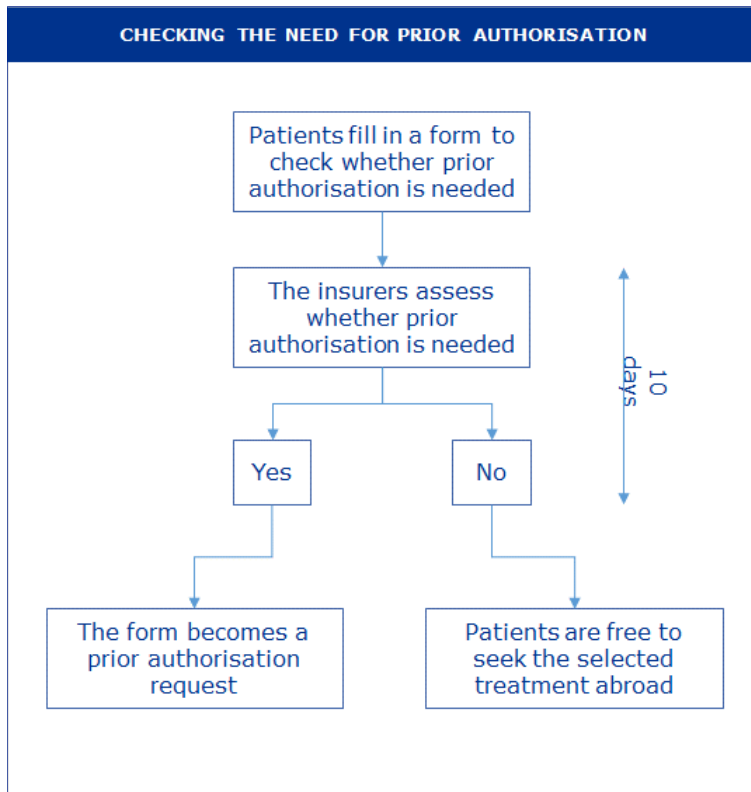 CHECKING THE NEED FOR PRIOR AUTHORISATION
Patients fill in a form to
check whether prior
authorisation is needed
The insurers assess
whether prior
authorisation is needed
10
days
Yes
No
The form becomes a
prior authorisation
request
Patients are free to
seek the selected
treatment abroad